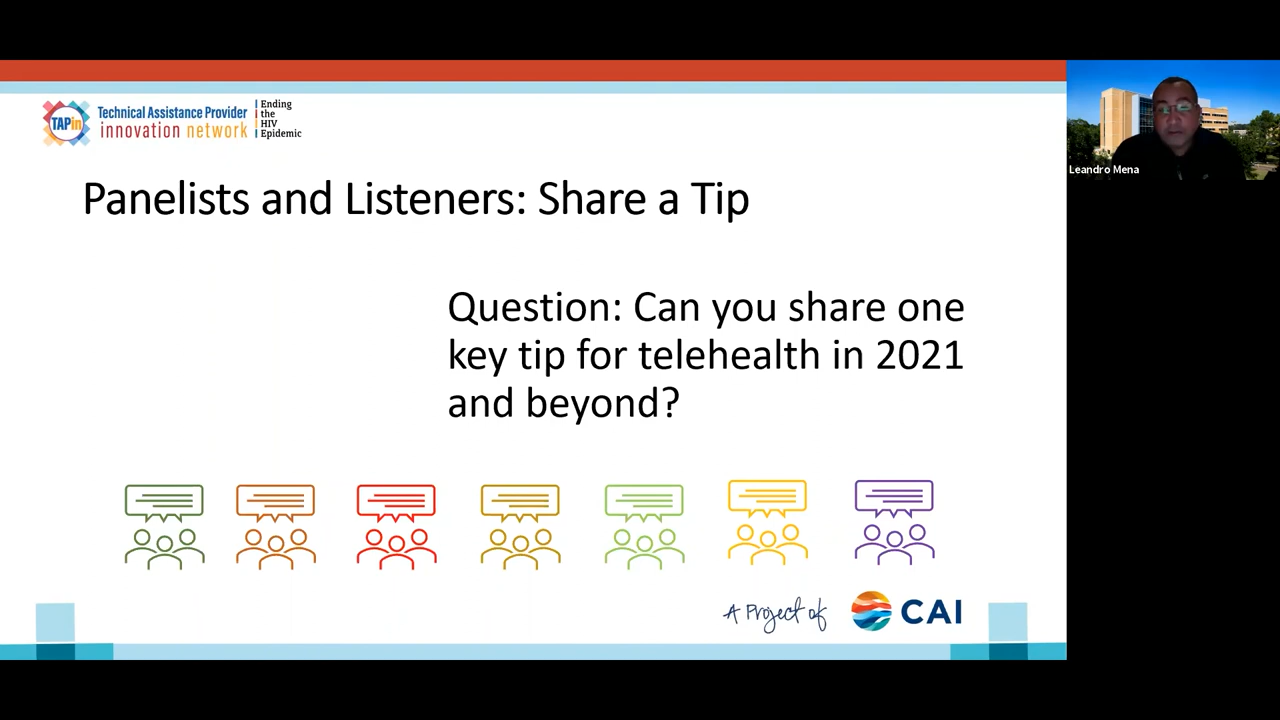 TAPin
Technical Assistance Provider
innovation network
Ending
the
HIV
Epidemic
Leandro Mena
Panelists and Listeners: Share a Tip
Question: Can you share one
key tip for telehealth in 2021
and beyond?
A Project of
CAI